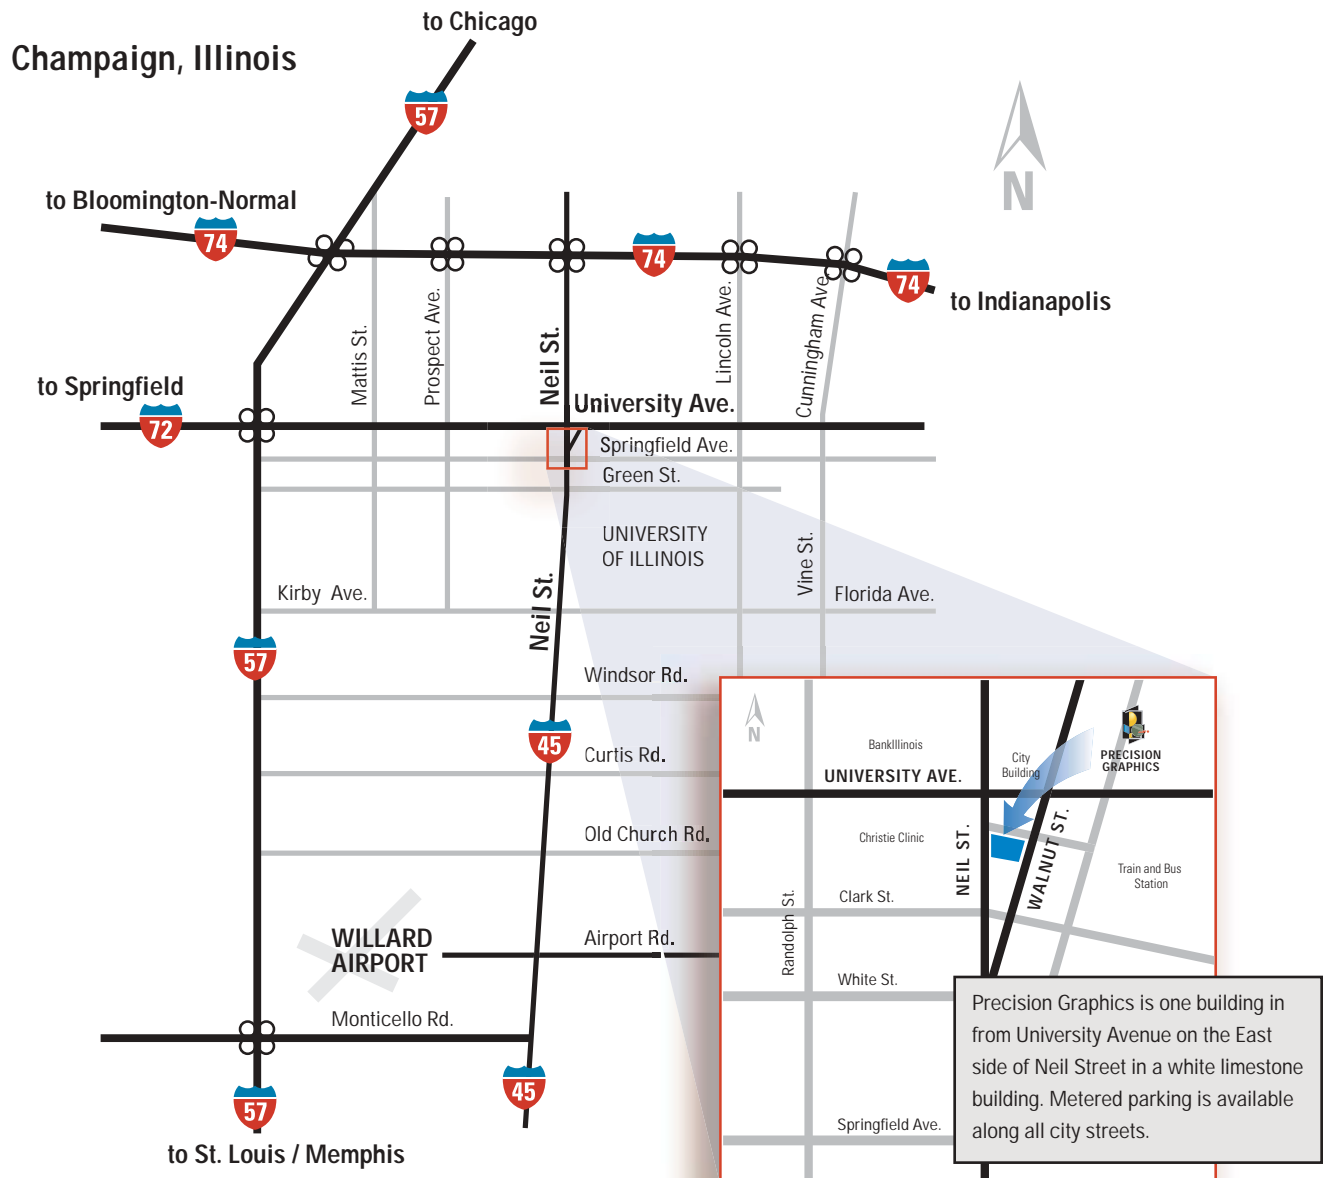 to Chicago
Champaign, Illinois
57
to Bloomington-Normal
74
74
74
to Indianapolis
N
Mattis St.
Prospect Ave.
Neil St.
Lincoln Ave.
Cunningham Ave.
to Springfield
72
University Ave.
Springfield Ave.
Green St.
UNIVERSITY
OF ILLINOIS
Vine St.
Kirby Ave.
Florida Ave.
Neil St.
57
Windsor Rd.
45
Curtis Rd.
Old Church Rd.
WILLARD
AIRPORT
Airport Rd.
Monticello Rd.
45
57
to St. Louis / Memphis
N
BankIllinois
City
Building
PRECISION
GRAPHICS
UNIVERSITY AVE.
Christie Clinic
NEIL ST.
WALNUT ST.
Train and Bus
Station
Clark St.
Randolph St.
White St.
Springfield Ave.
Precision Graphics is one building in
from University Avenue on the East
side of Neil Street in a white limestone
building. Metered parking is available
along all city streets.